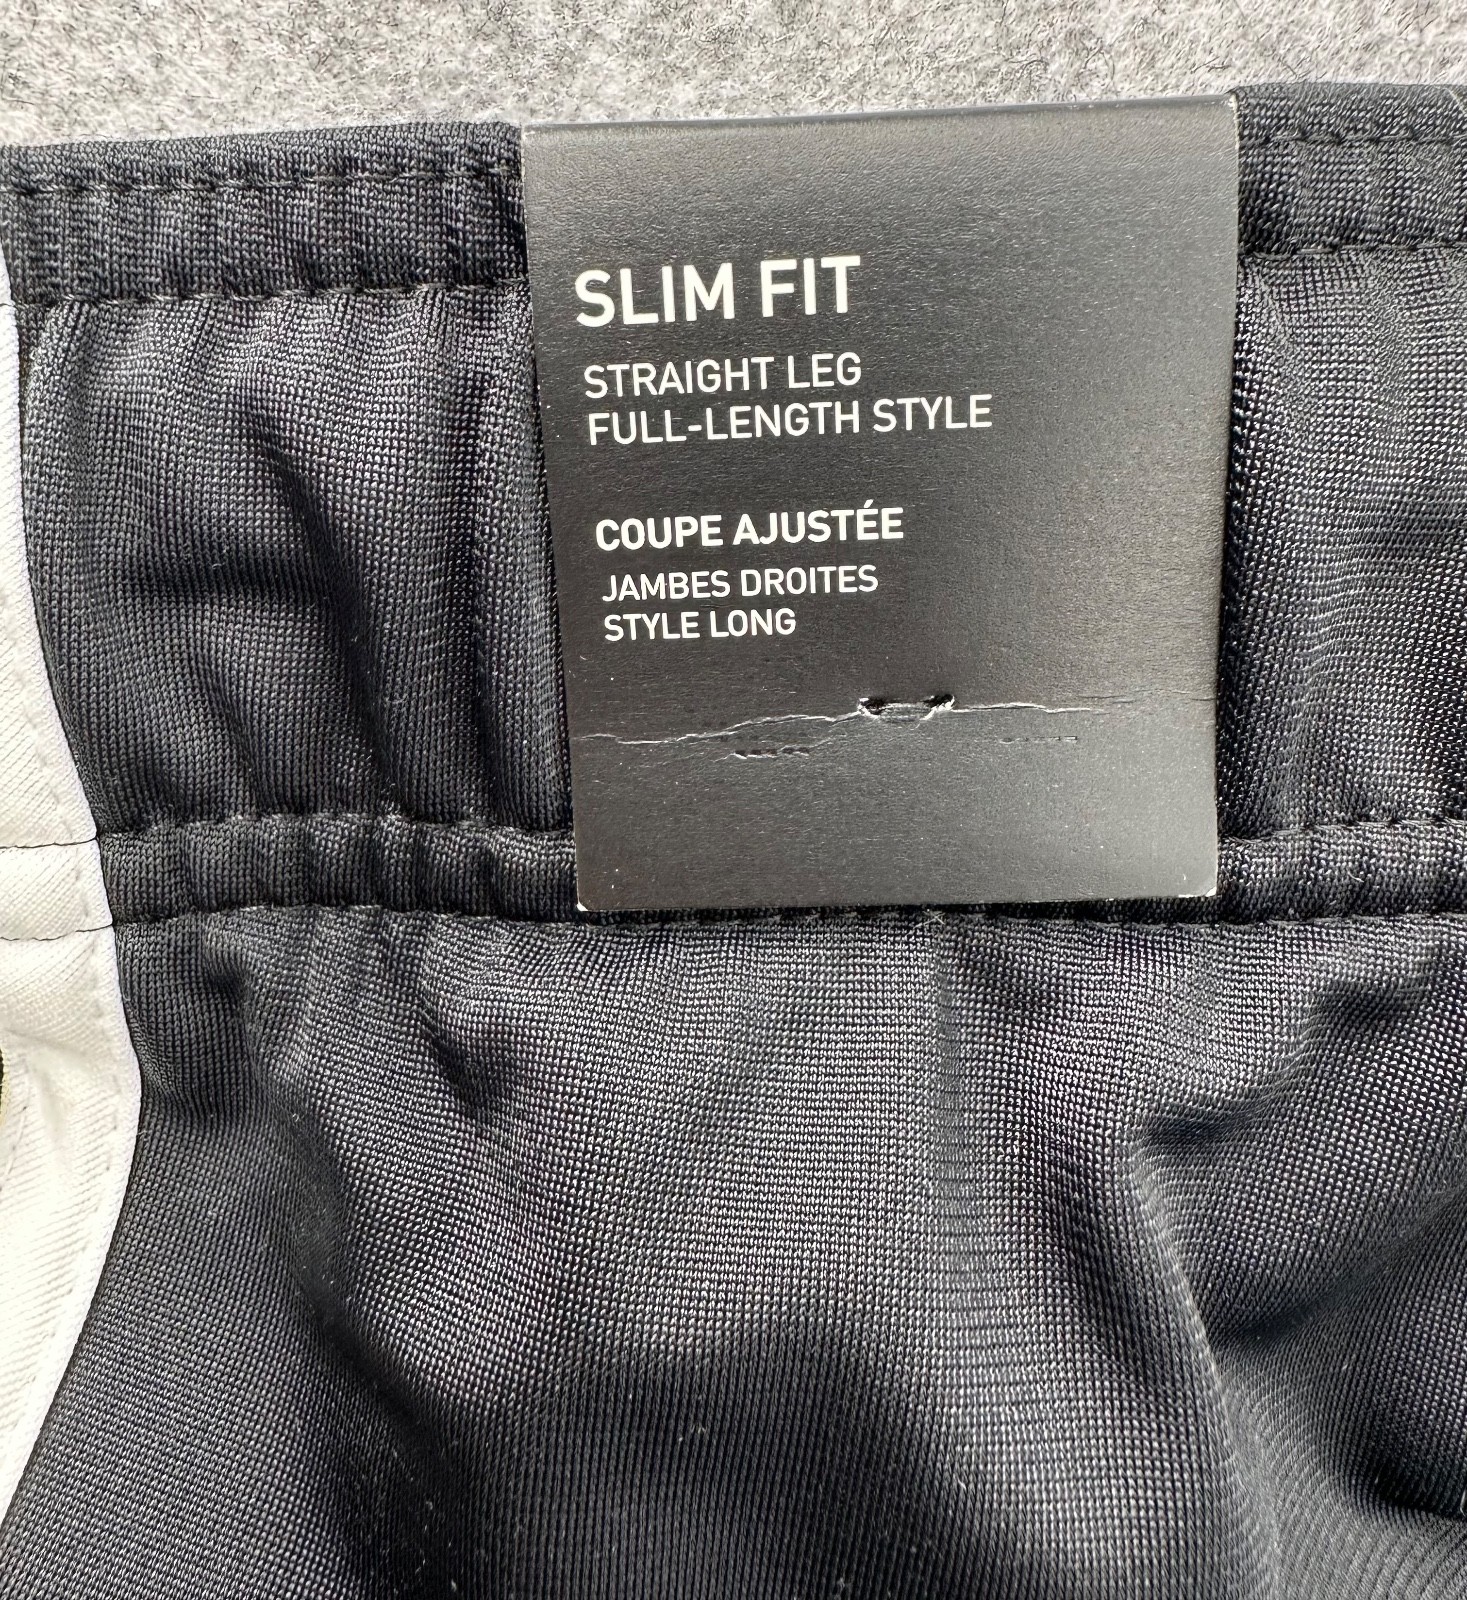 SLIM FIT
STRAIGHT LEG
FULL-LENGTH STYLE
COUPE AJUSTÉE
JAMBES DROITES
STYLE LONG